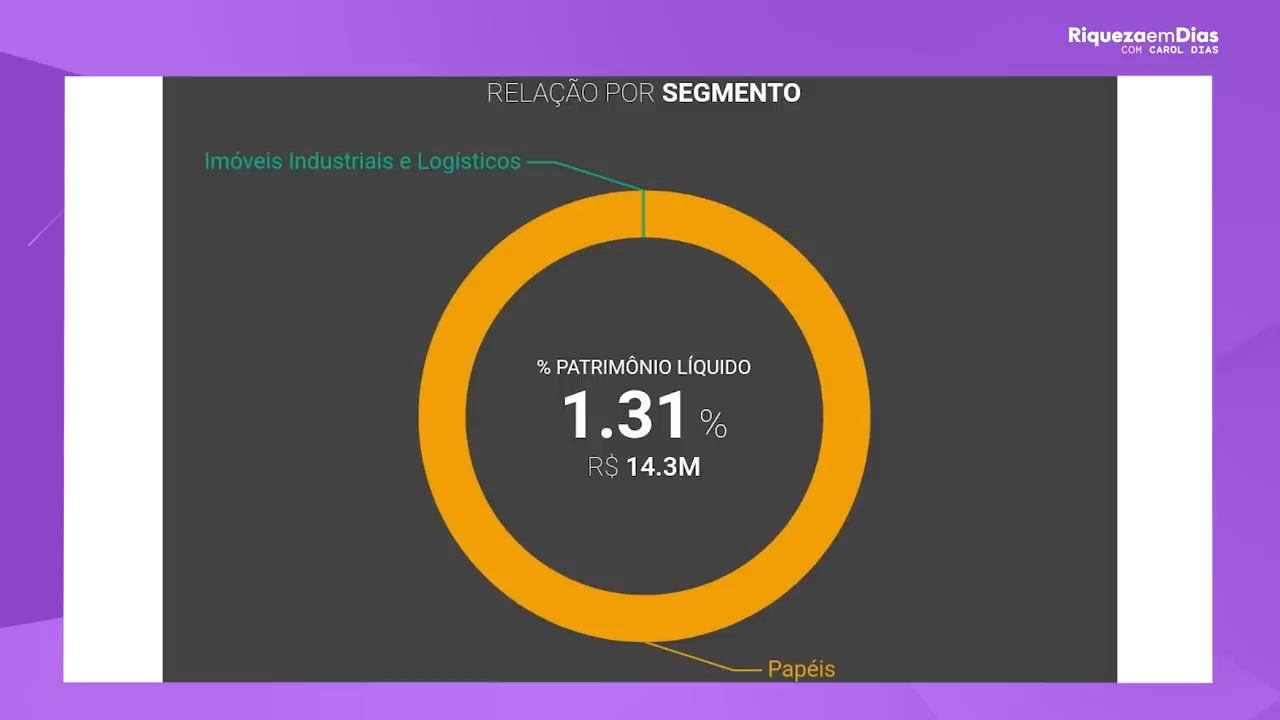 RiquezaemDias
COM CAROL DIAS
RELAÇÃO POR SEGMENTO
Imóveis Industriais e Logísticos
% PATRIMÔNIO LÍQUIDO
1.31 %
R$ 14.3M
Papéis